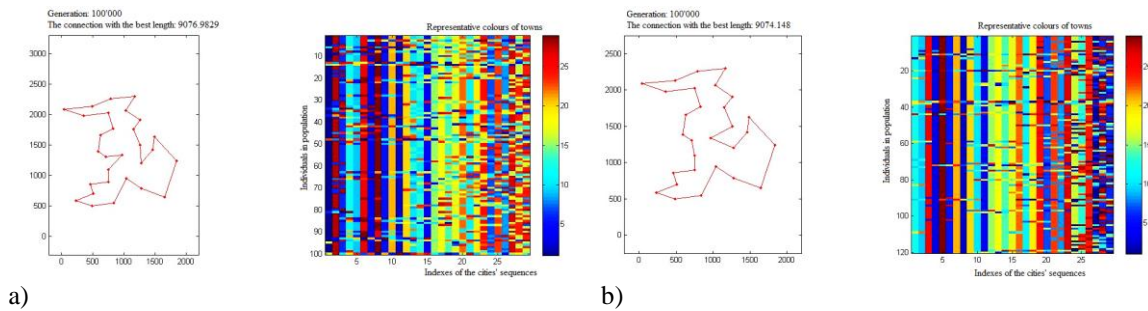 Generation: 100'000
The connection with the best length: 9076.9829
3000
2500
2000
1500
1000
500
0
0 500 1000 1500 2000
Representative colours of towns
Individuals in population
10
20
30
40
50
60
70
80
90
100
5 10 15 20 25
Indexes of the cities' sequences
25
20
15
10
5
a)
Generation: 100'000
The connection with the best length: 9074.148
3000
2500
2000
1500
1000
500
0
0 500 1000 1500 2000
Representative colours of towns
Individuals in population
20
40
60
80
100
120
5 10 15 20 25
Indexes of the cities' sequences
b)